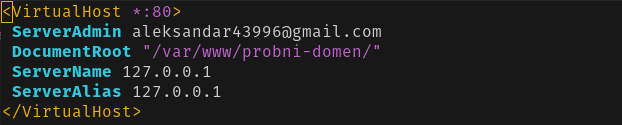 <VirtualHost *:80>
ServerAdmin aleksandar43996@gmail.com
DocumentRoot "/var/www/probni-domen/"
ServerName 127.0.0.1
ServerAlias 127.0.0.1
</VirtualHost>